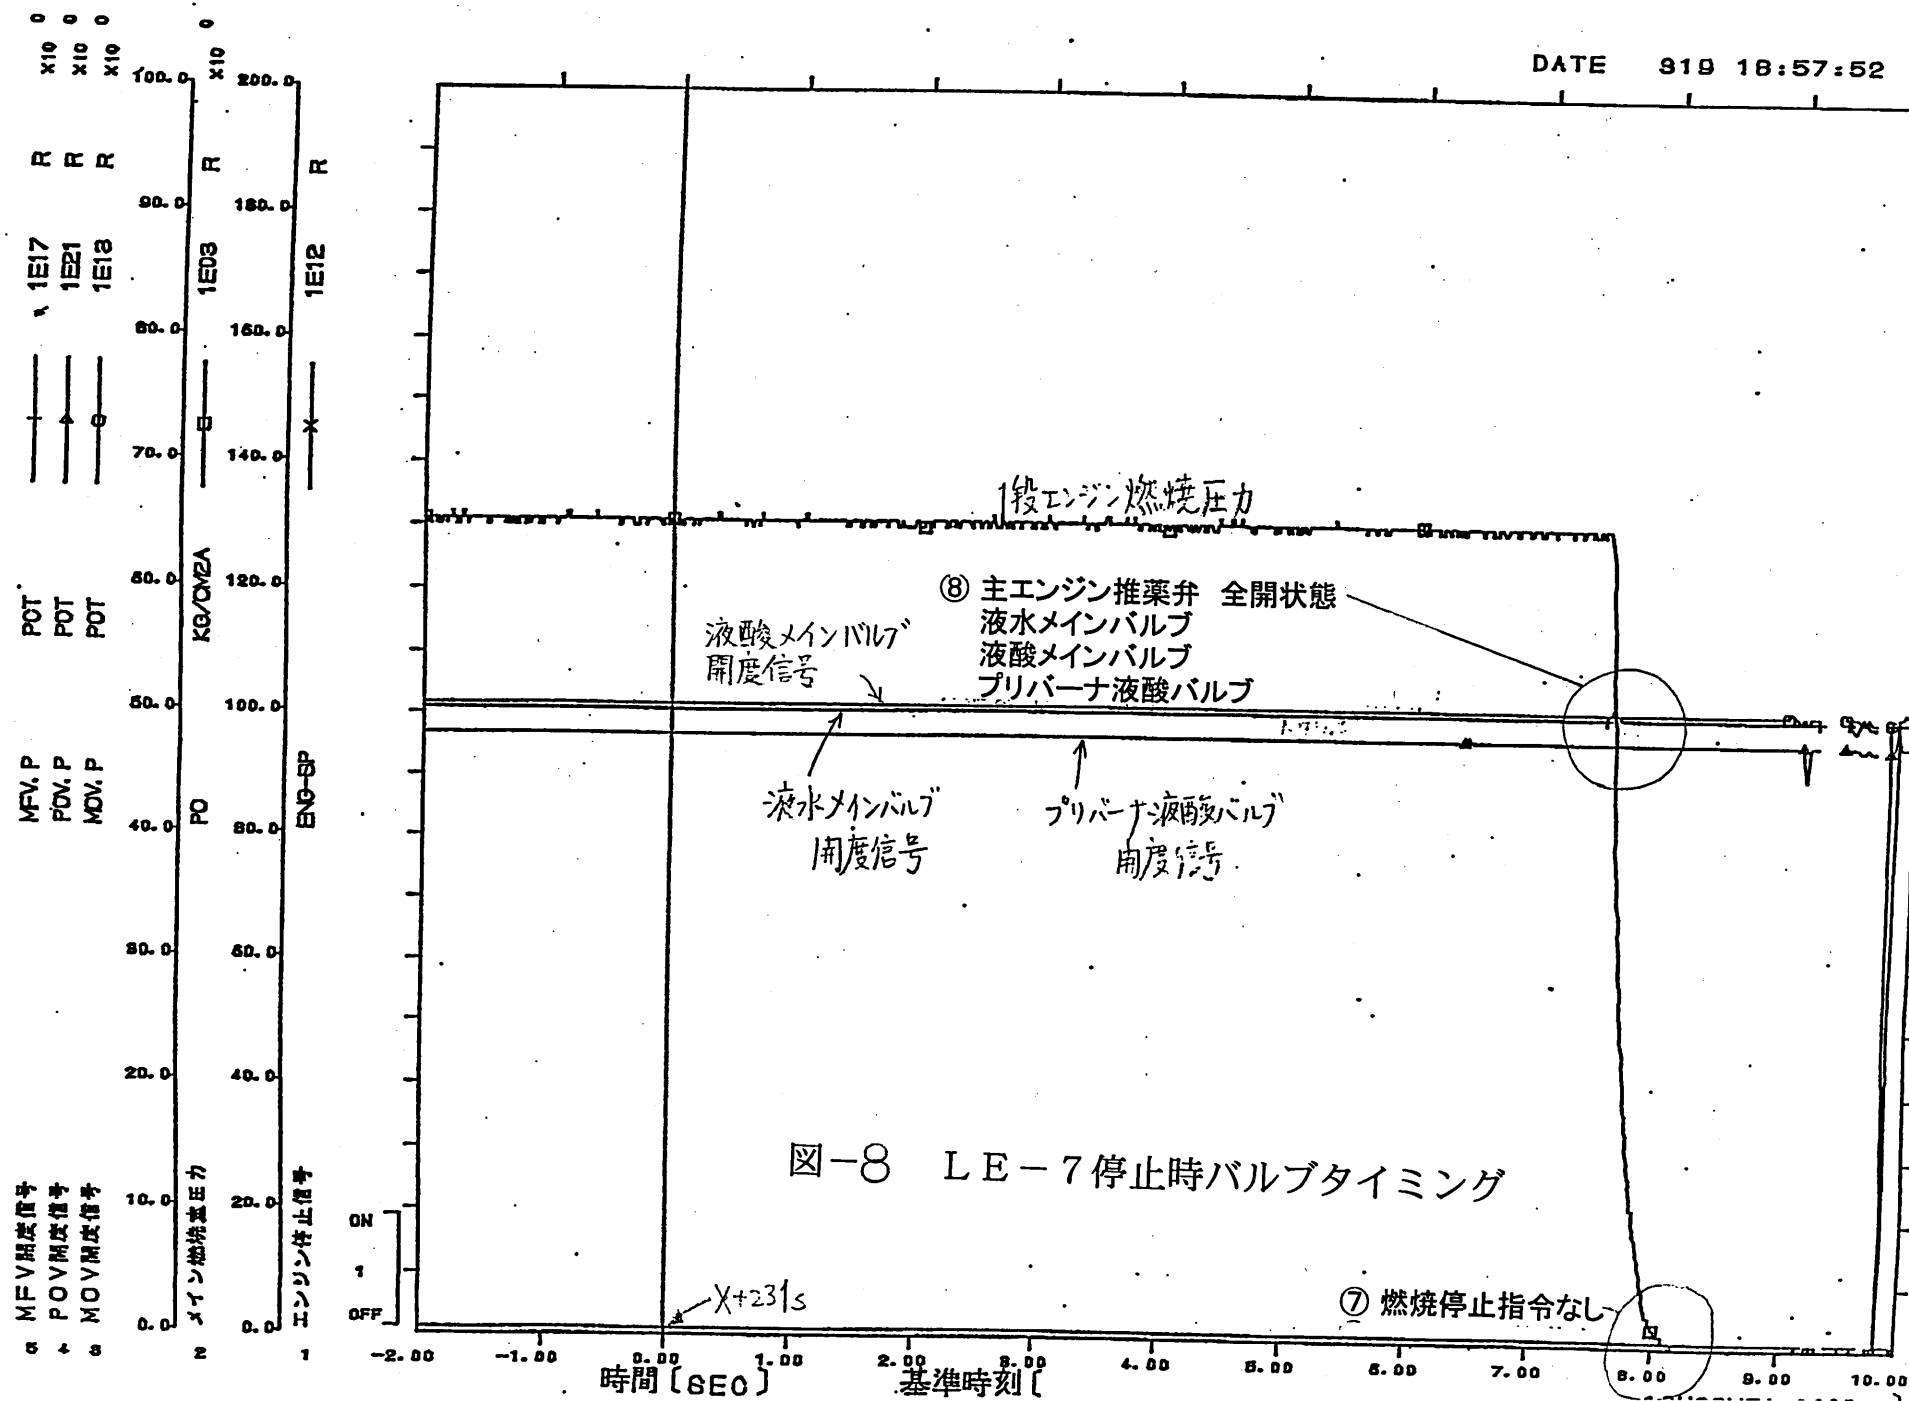 DATE 919 18:57:52
×10 0
×10 0
×10 0
×10 0
R
R
R
R
R
1E17
1E21
1E18
1E03
1E12
POT
POT
POT
KG/CM2A
MFV.P
POV.P
MOV.P
PO
ENG-SP
5 MFV開度信号
4 POV開度信号
3 MOV開度信号
2 メイン燃焼室圧力
1 エンジン停止信号
100.0
90.0
80.0
70.0
60.0
50.0
40.0
30.0
20.0
10.0
0.0
200.0
180.0
160.0
140.0
120.0
100.0
80.0
60.0
40.0
20.0
0.0
ON
1
OFF
1段エンジン燃焼圧力
⑧ 主エンジン推薬弁 全開状態
液水メインバルブ
液酸メインバルブ
プリバーナ液酸バルブ
液酸メインバルブ
開度信号
液水メインバルブ
開度信号
プリバーナ液酸バルブ
開度信号
図-8 LE-7停止時バルブタイミング
X+231s
⑦ 燃焼停止指令なし
-2.00 -1.00 0.00 1.00 2.00 3.00 4.00 5.00 6.00 7.00 8.00 9.00 10.00
時間[SEC] 基準時刻[